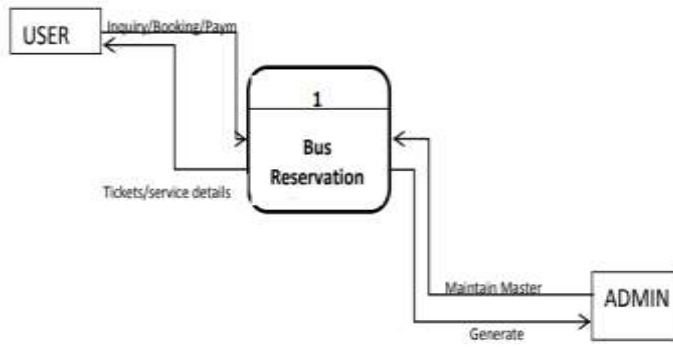 USER
Inquiry/Booking/Paym
1
Bus
Reservation
Tickets/service details
Maintain Master
ADMIN
Generate